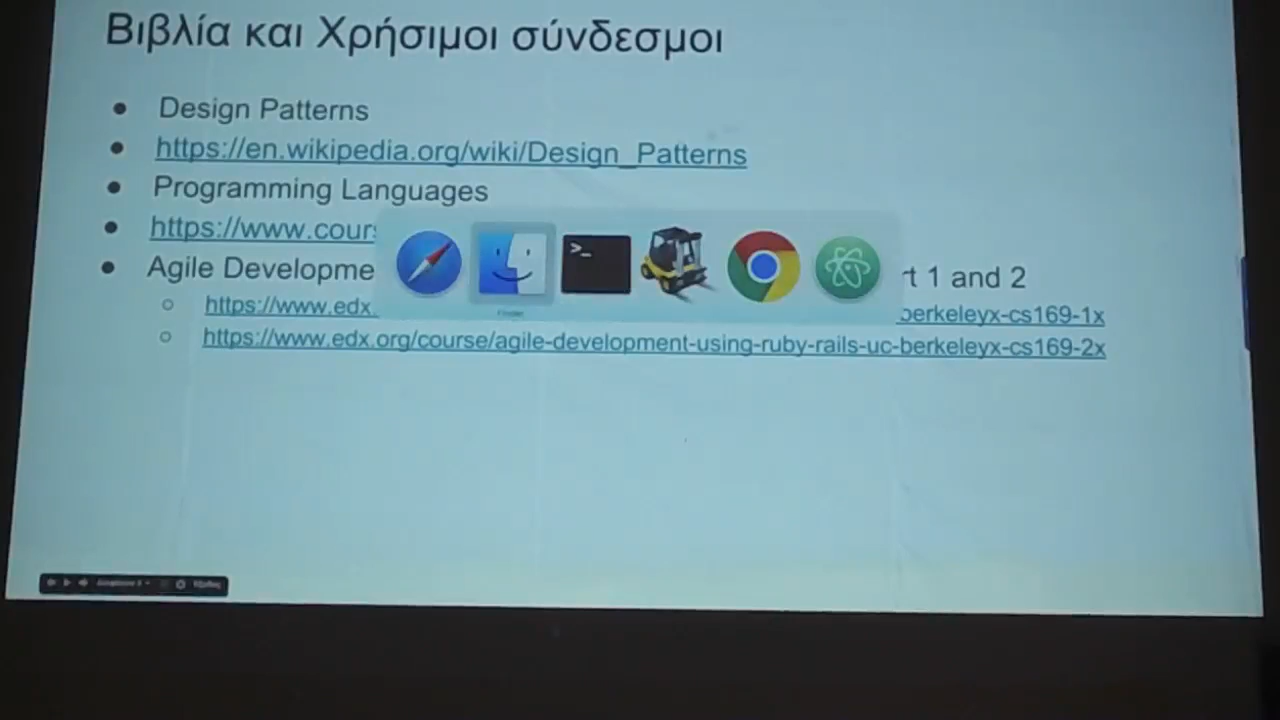 Βιβλία και Χρήσιμοι σύνδεσμοι
Design Patterns
https://en.wikipedia.org/wiki/Design_Patterns
Programming Languages
https://www.cour
Agile Developme rt 1 and 2
https://www.edx. berkeleyx-cs169-1x
https://www.edx.org/course/agile-development-using-ruby-rails-uc-berkeleyx-cs169-2x
>_
Finder